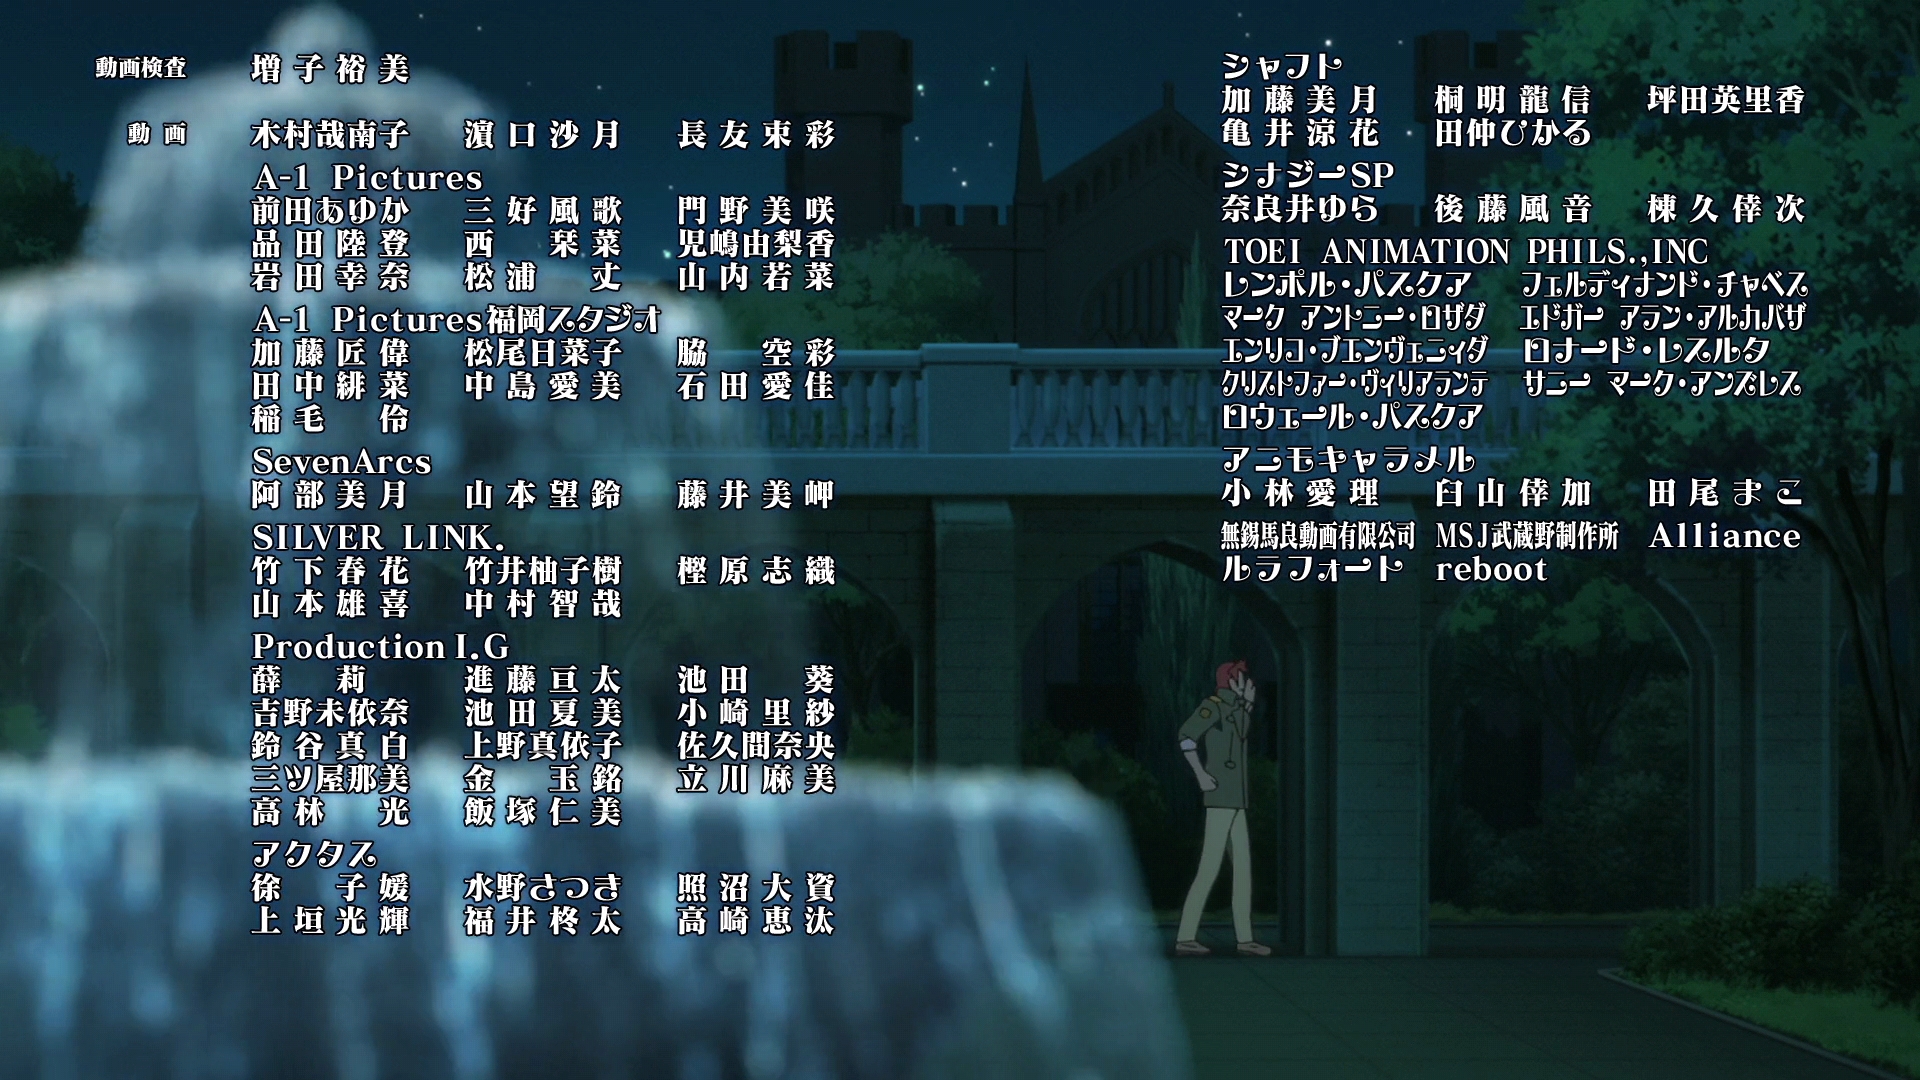 動画検査 増子裕美
動画 木村哉南子 濵口沙月 長友束彩
A-1 Pictures
前田あゆか 三好風歌 門野美咲
品田陸登 西栞菜 児嶋由梨香
岩田幸奈 松浦丈 山内若菜
A-1 Pictures福岡スタジオ
加藤匠偉 松尾日菜子 脇空彩
田中緋菜 中島愛美 石田愛佳
稲毛伶
SevenArcs
阿部美月 山本望鈴 藤井美岬
SILVER LINK.
竹下春花 竹井柚子樹 樫原志織
山本雄喜 中村智哉
Production I.G
薛莉 進藤亘太 池田葵
吉野未依奈 池田夏美 小崎里紗
鈴谷真白 上野真依子 佐久間奈央
三ツ屋那美 金玉銘 立川麻美
高林光 飯塚仁美
アクタス
徐子媛 水野さつき 照沼大資
上垣光輝 福井柊太 高崎恵汰
シャフト
加藤美月 桐明龍信 坪田英里香
亀井涼花 田仲ひかる
シナジーSP
奈良井ゆら 後藤風音 棟久倖次
TOEI ANIMATION PHILS.,INC
レンポル・パスクア フェルディナンド・チャベス
マーク アントニー・ロザダ エドガー アラン・アルカバザ
エンリコ・ブエンヴェニィダ ロナード・レスルタ
クリストファー・ヴィリアランテ サニー マーク・アンズレス
ロウェール・パスクア
アニモキャラメル
小林愛理 臼山倖加 田尾まこ
無錫馬良動画有限公司 MSJ武蔵野制作所 Alliance
ルラフォート reboot